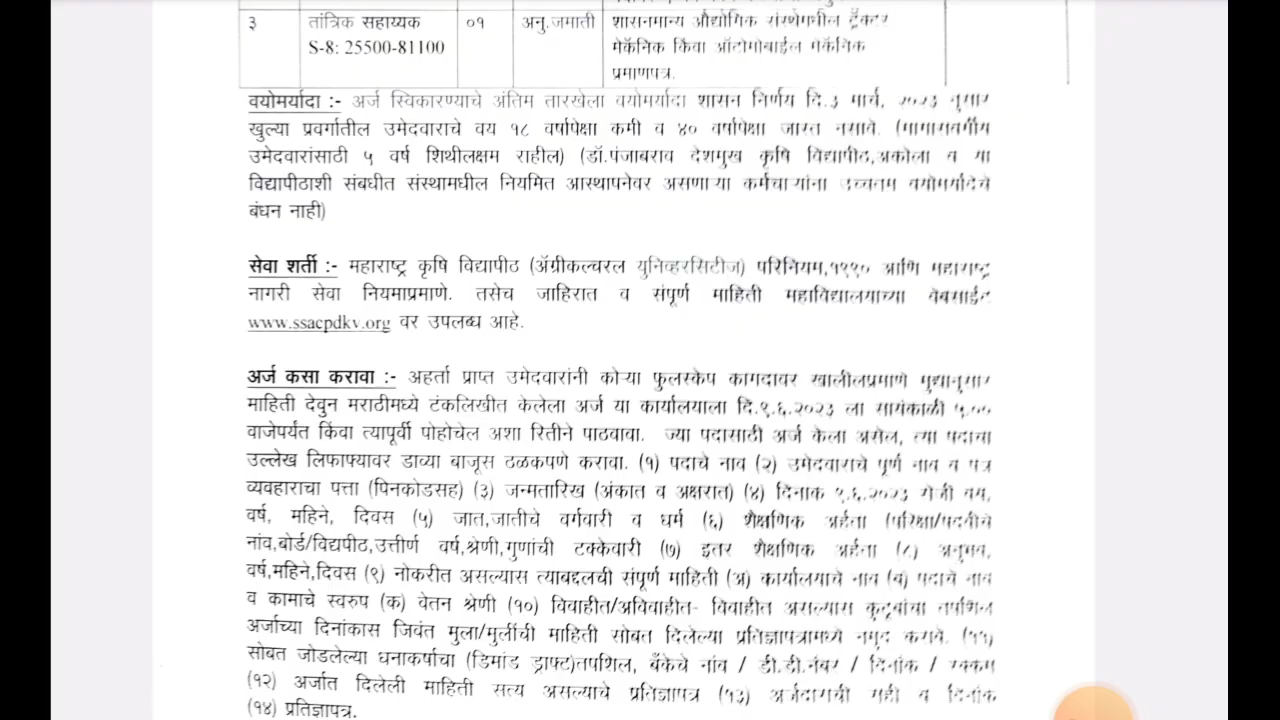 ३ तांत्रिक सहाय्यक ०१ अनु.जमाती शासनमान्य औद्योगिक संस्थेमधील ट्रॅक्टर
S-8: 25500-81100 मेकॅनिक किंवा ऑटोमोबाईल मेकॅनिक
प्रमाणपत्र.
वयोमर्यादा :- अर्ज स्विकारण्याचे अंतिम तारखेला वयोमर्यादा शासन निर्णय दि.३ मार्च, २०२३ नुसार
खुल्या प्रवर्गातील उमेदवाराचे वय १८ वर्षापेक्षा कमी व ४० वर्षापेक्षा जास्त नसावे. (मागासवर्गीय
उमेदवारांसाठी ५ वर्ष शिथीलक्षम राहील) (डॉ.पंजाबराव देशमुख कृषि विद्यापीठ,अकोला व या
विद्यापीठाशी संबधीत संस्थामधील नियमित आस्थापनेवर असणाऱ्या कर्मचाऱ्यांना उच्चतम वयोमर्यादेचे
बंधन नाही)
सेवा शर्ती :- महाराष्ट्र कृषि विद्यापीठ (ॲग्रीकल्चरल युनिव्हरसिटीज) परिनियम,१९९० आणि महाराष्ट्र
नागरी सेवा नियमाप्रमाणे. तसेच जाहिरात व संपूर्ण माहिती महाविद्यालयाच्या वेबसाईट
www.ssacpdkv.org वर उपलब्ध आहे.
अर्ज कसा करावा :- अहर्ता प्राप्त उमेदवारांनी कोऱ्या फुलस्केप कागदावर खालीलप्रमाणे मुद्यानुसार
माहिती देवुन मराठीमध्ये टंकलिखीत केलेला अर्ज या कार्यालयाला दि.९.६.२०२३ ला सायंकाळी ५.००
वाजेपर्यंत किंवा त्यापूर्वी पोहोचेल अशा रितीने पाठवावा. ज्या पदासाठी अर्ज केला असेल, त्या पदाचा
उल्लेख लिफाफ्यावर डाव्या बाजूस ठळकपणे करावा. (१) पदाचे नाव (२) उमेदवाराचे पूर्ण नाव व पत्र
व्यवहाराचा पत्ता (पिनकोडसह) (३) जन्मतारिख (अंकात व अक्षरात) (४) दिनाक ९.६.२०२३ रोजी वय,
वर्ष, महिने, दिवस (५) जात,जातीचे वर्गवारी व धर्म (६) शैक्षणिक अर्हता (परिक्षा/पदवीचे
नांव,बोर्ड/विद्यपीठ,उत्तीर्ण वर्ष,श्रेणी,गुणांची टक्केवारी (७) इतर शैक्षणिक अर्हता (८) अनुभव,
वर्ष,महिने,दिवस (९) नोकरीत असल्यास त्याबद्दलची संपूर्ण माहिती (अ) कार्यालयाचे नाव (ब) पदाचे नाव
व कामाचे स्वरुप (क) वेतन श्रेणी (१०) विवाहीत/अविवाहीत- विवाहीत असल्यास कुटूबांचा तपशिल
अर्जाच्या दिनांकास जिवंत मुला/मुलींची माहिती सोबत दिलेल्या प्रतिज्ञापत्रामध्ये नमुद करावे. (११)
सोबत जोडलेल्या धनाकर्षाचा (डिमांड ड्राफ्ट)तपशिल, बँकेचे नांव / डी.डी.नंबर / दिनांक / रक्कम
(१२) अर्जात दिलेली माहिती सत्य असल्याचे प्रतिज्ञापत्र (१३) अर्जदाराची सही व दिनांक
(१४) प्रतिज्ञापत्र.